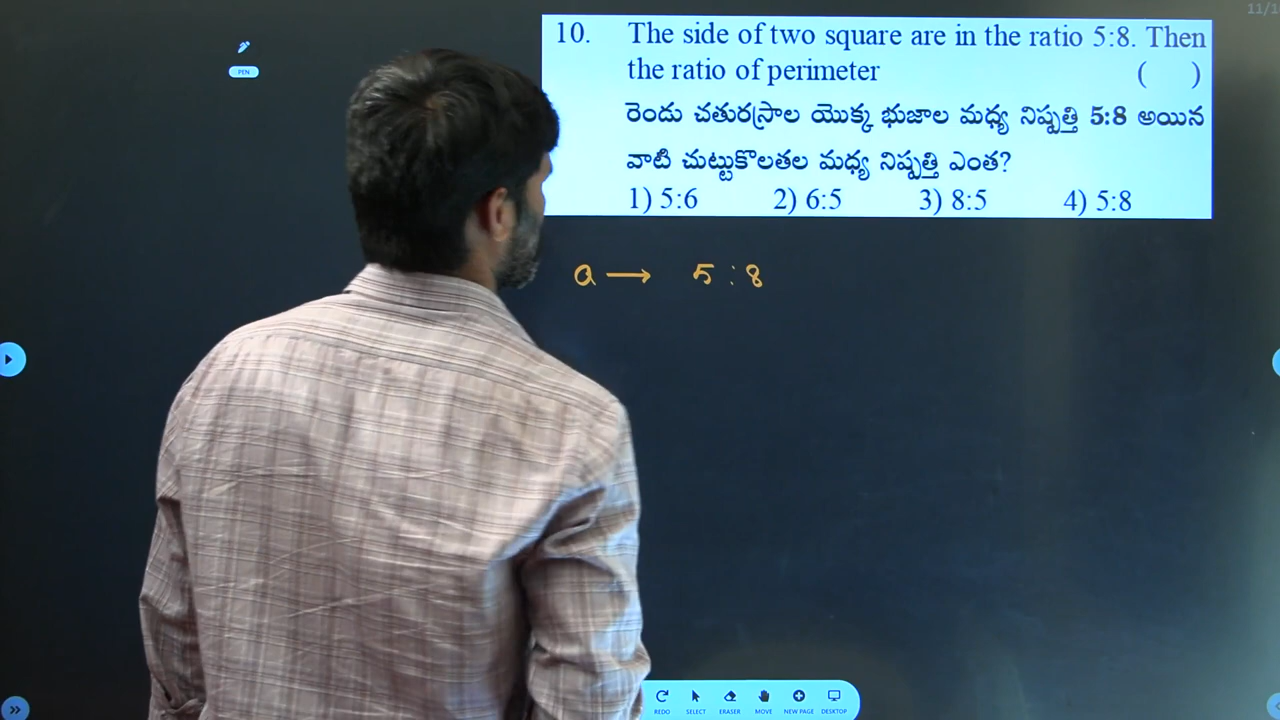 11/1
PEN
10. The side of two square are in the ratio 5:8. Then
the ratio of perimeter ( )
రెండు చతురస్రాల యొక్క భుజాల మధ్య నిష్పత్తి 5:8 అయిన
వాటి చుట్టుకొలతల మధ్య నిష్పత్తి ఎంత?
1) 5:6 2) 6:5 3) 8:5 4) 5:8
a → 5 : 8
REDO SELECT ERASER MOVE NEW PAGE DESKTOP